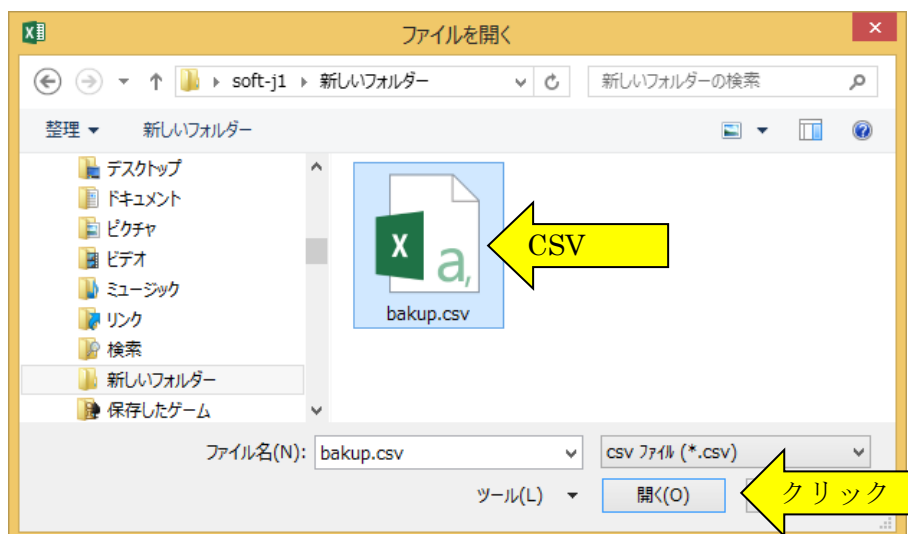 ファイルを開く
soft-j1 新しいフォルダー
新しいフォルダーの検索
整理 新しいフォルダー
デスクトップ
ドキュメント
ピクチャ
ビデオ
ミュージック
リンク
検索
新しいフォルダー
保存したゲーム
X a,
CSV
bakup.csv
ファイル名(N): bakup.csv
csv ファイル (*.csv)
ツール(L) 開く(O)
クリック